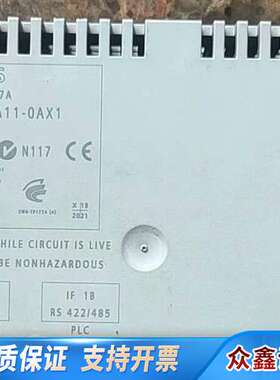 S
7A
A11-0AX1
N117
CE
X 18
2021
HILE CIRCUIT IS LIVE
BE NONHAZARDOUS
IF 1B
RS 422/485
PLC
质保证 支持开票
众鑫